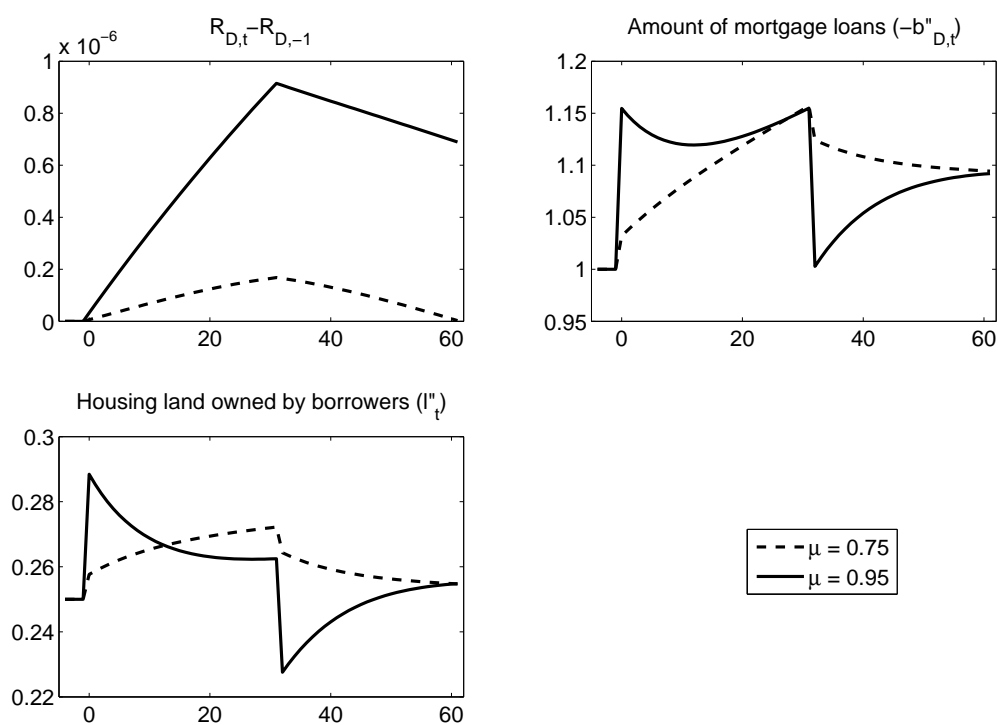 R_{D,t}−R_{D,−1}
x 10^{−6}
1
0.8
0.6
0.4
0.2
0
0 20 40 60
Amount of mortgage loans (−b"_{D,t})
1.2
1.15
1.1
1.05
1
0.95
0 20 40 60
Housing land owned by borrowers (l"_t)
0.3
0.28
0.26
0.24
0.22
0 20 40 60
μ = 0.75
μ = 0.95